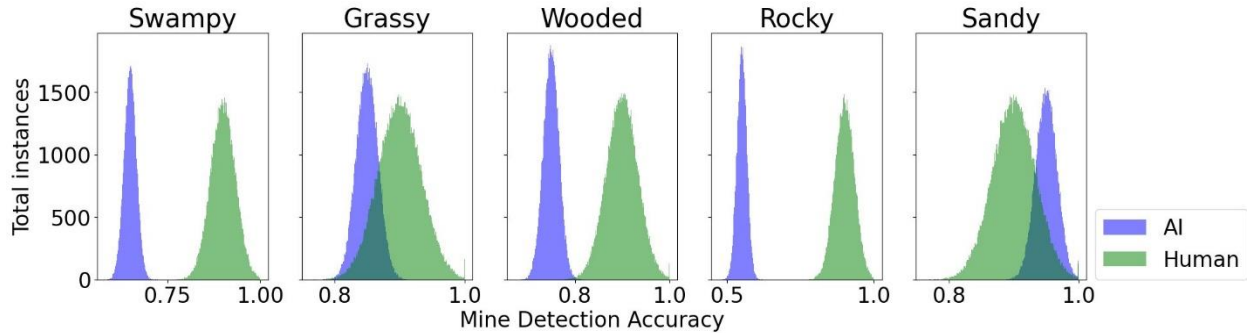 Swampy Grassy Wooded Rocky Sandy
1500
1000
500
0
Total instances
0.75 1.00 0.8 1.0 0.8 1.0 0.5 1.0 0.8 1.0
Mine Detection Accuracy
AI
Human